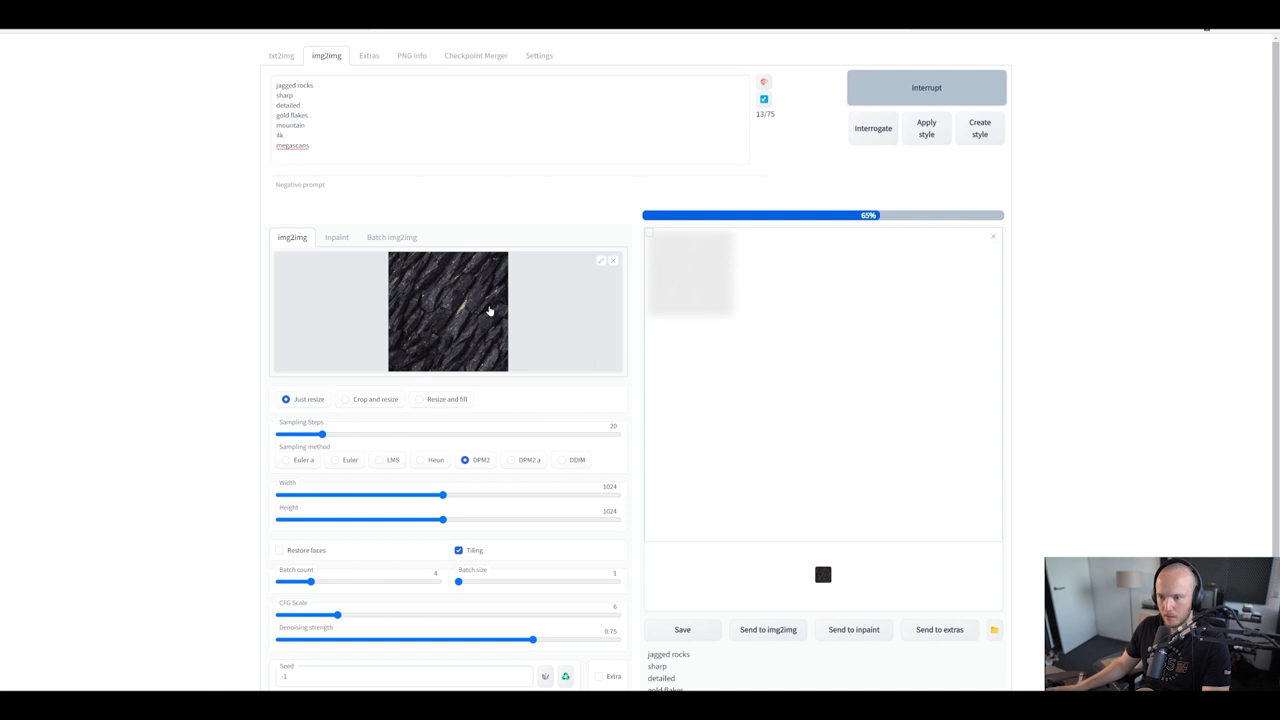 txt2img
img2img
Extras
PNG Info
Checkpoint Merger
Settings
jagged rocks
sharp
detailed
gold flakes
mountain
4k
megascans
13/75
Interrupt
Interrogate
Apply
style
Create
style
Negative prompt
65%
img2img
Inpaint
Batch img2img
Just resize
Crop and resize
Resize and fill
Sampling Steps
20
Sampling method
Euler a
Euler
LMS
Heun
DPM2
DPM2 a
DDIM
Width
1024
Height
1024
Restore faces
Tiling
Batch count
4
Batch size
1
CFG Scale
6
Denoising strength
0.75
Seed
-1
Extra
Save
Send to img2img
Send to inpaint
Send to extras
jagged rocks
sharp
detailed
gold flakes